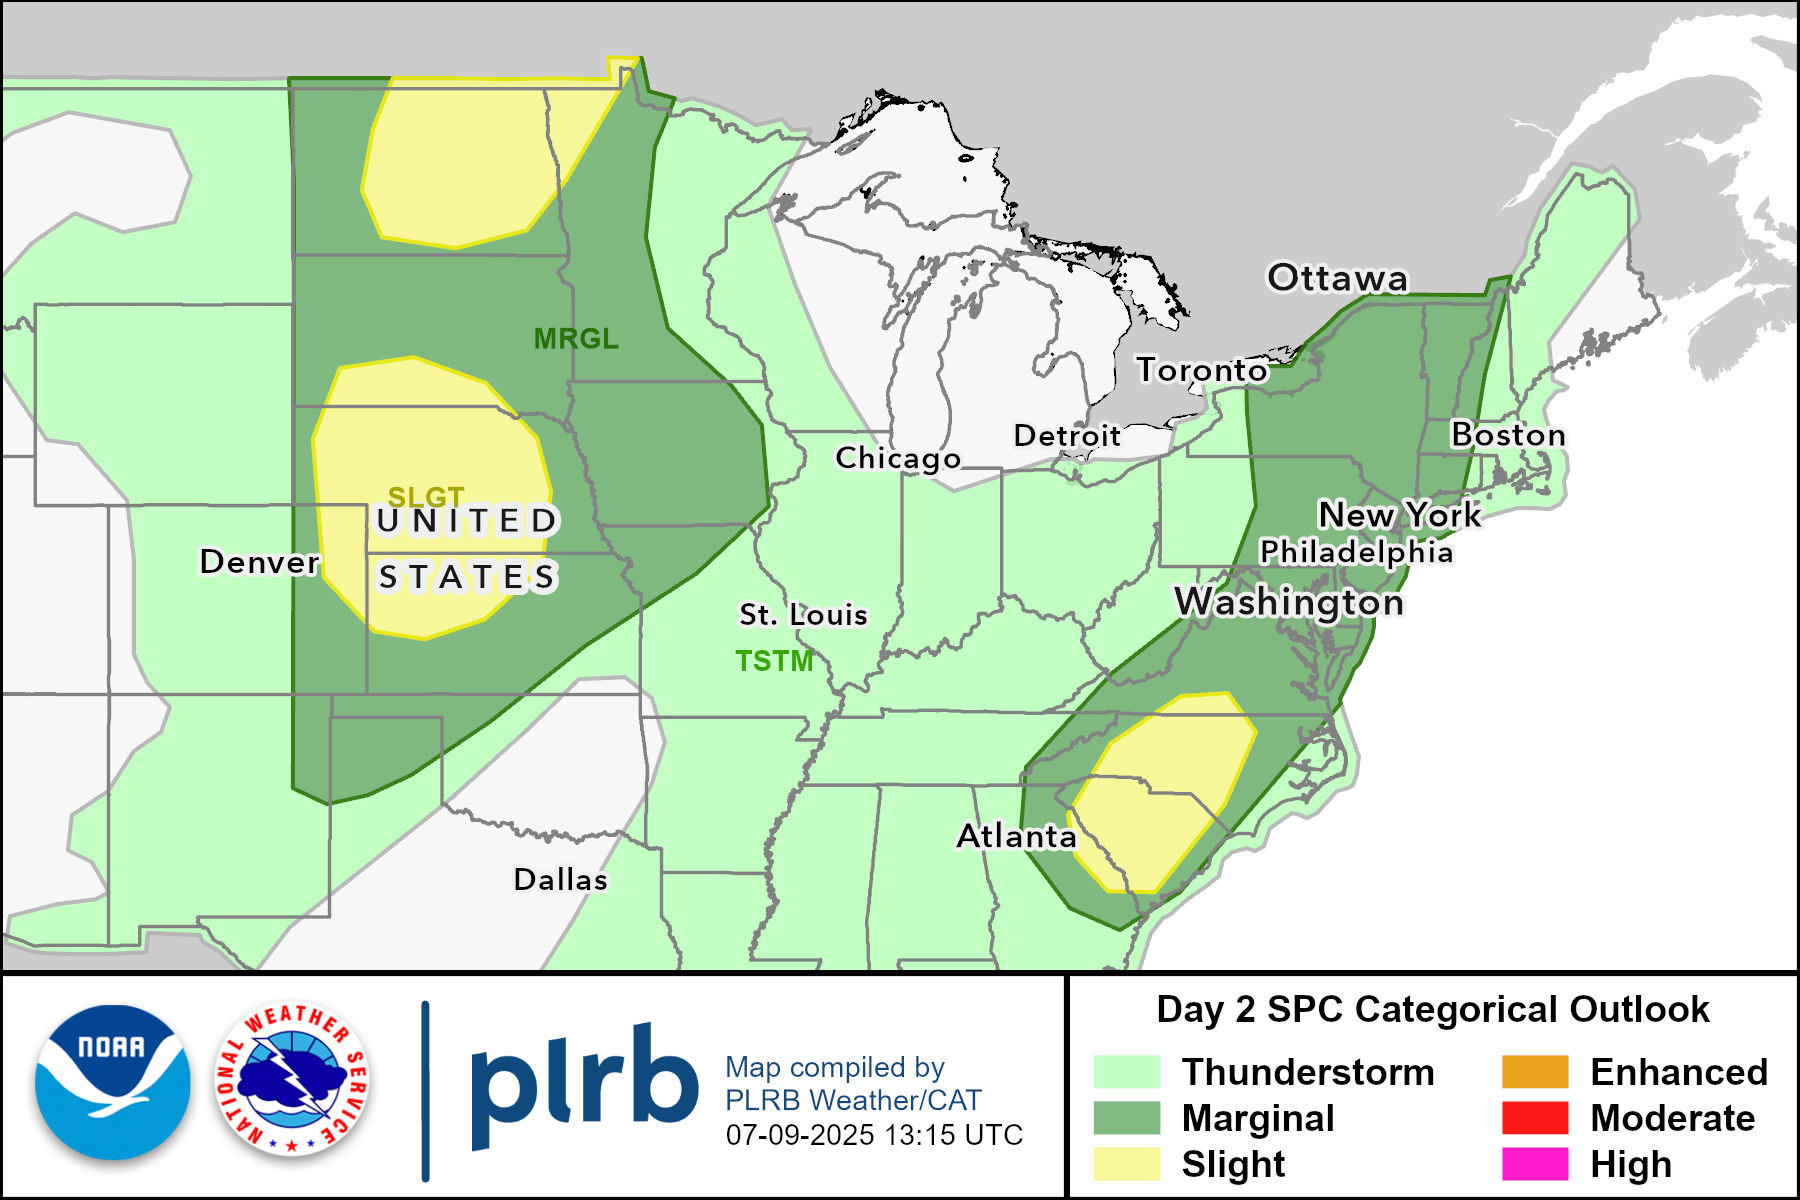 Ottawa
MRGL
Toronto
Detroit
Boston
Chicago
SLGT
New York
UNITED
Philadelphia
Denver
STATES
Washington
St. Louis
TSTM
Atlanta
Dallas
NOAA
NATIONAL WEATHER SERVICE
plrb
Map compiled by
PLRB Weather/CAT
07-09-2025 13:15 UTC
Day 2 SPC Categorical Outlook
Thunderstorm
Enhanced
Marginal
Moderate
Slight
High